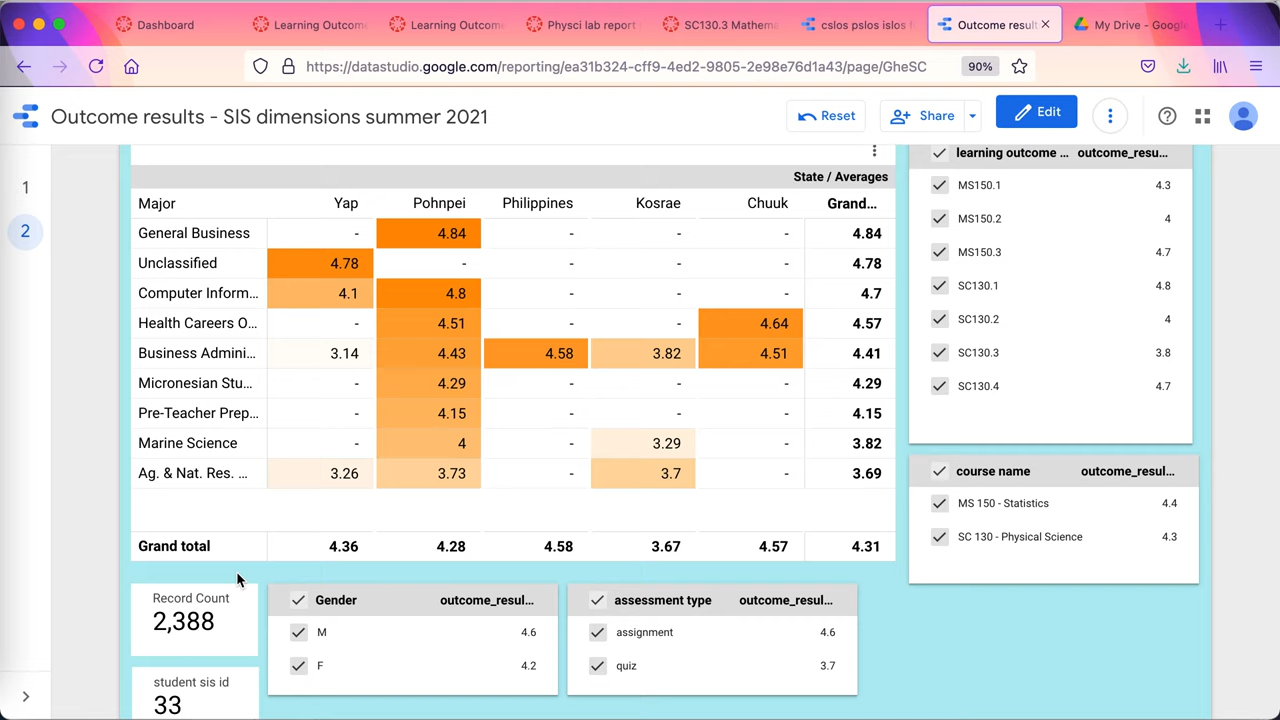 Dashboard Learning Outcome Learning Outcome Physci lab report SC130.3 Mathema cslos pslos islos f Outcome result × My Drive - Google +
https://datastudio.google.com/reporting/ea31b324-cff9-4ed2-9805-2e98e76d1a43/page/GheSC 90%
Outcome results - SIS dimensions summer 2021 Reset Share Edit
1
2
State / Averages
Major Yap Pohnpei Philippines Kosrae Chuuk Grand...
General Business - 4.84 - - - 4.84
Unclassified 4.78 - - - - 4.78
Computer Inform... 4.1 4.8 - - - 4.7
Health Careers O... - 4.51 - - 4.64 4.57
Business Admini... 3.14 4.43 4.58 3.82 4.51 4.41
Micronesian Stu... - 4.29 - - - 4.29
Pre-Teacher Prep... - 4.15 - - - 4.15
Marine Science - 4 - 3.29 - 3.82
Ag. & Nat. Res. ... 3.26 3.73 - 3.7 - 3.69
Grand total 4.36 4.28 4.58 3.67 4.57 4.31
learning outcome ... outcome_resu...
MS150.1 4.3
MS150.2 4
MS150.3 4.7
SC130.1 4.8
SC130.2 4
SC130.3 3.8
SC130.4 4.7
course name outcome_resul...
MS 150 - Statistics 4.4
SC 130 - Physical Science 4.3
Record Count
2,388
student sis id
33
Gender outcome_resul...
M 4.6
F 4.2
assessment type outcome_resul...
assignment 4.6
quiz 3.7